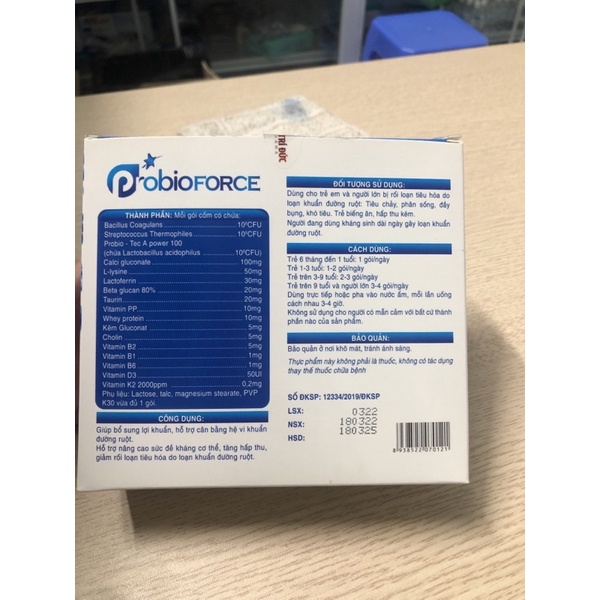 TRÍ ĐỨC
ProbioFORCE
THÀNH PHẦN: Mỗi gói cốm có chứa:
Bacillus Coagulans 10⁹CFU
Streptococcus Thermophiles 10⁹CFU
Probio - Tec A power 100
(chứa Lactobacillus acidophilus 10⁸CFU)
Calci gluconate 100mg
L-lysine 50mg
Lactoferrin 30mg
Beta glucan 80% 20mg
Taurin 20mg
Vitamin PP 10mg
Whey protein 10mg
Kẽm Gluconat 5mg
Cholin 5mg
Vitamin B2 5mg
Vitamin B1 1mg
Vitamin B6 1mg
Vitamin D3 50UI
Vitamin K2 2000ppm 0,2mg
Phụ liệu: Lactose, talc, magnesium stearate, PVP
K30 vừa đủ 1 gói.
CÔNG DỤNG:
Giúp bổ sung lợi khuẩn, hỗ trợ cân bằng hệ vi khuẩn
đường ruột.
Hỗ trợ nâng cao sức đề kháng cơ thể, tăng hấp thu,
giảm rối loạn tiêu hóa do loạn khuẩn đường ruột.
ĐỐI TƯỢNG SỬ DỤNG:
Dùng cho trẻ em và người lớn bị rối loạn tiêu hóa do
loạn khuẩn đường ruột: Tiêu chảy, phân sống, đầy
bụng, khó tiêu. Trẻ biếng ăn, hấp thu kém.
Người đang dùng kháng sinh dài ngày gây loạn khuẩn
đường ruột.
CÁCH DÙNG:
Trẻ 6 tháng đến 1 tuổi: 1 gói/ngày
Trẻ 1-3 tuổi: 1-2 gói/ngày
Trẻ trên 3-9 tuổi: 2-3 gói/ngày
Trẻ trên 9 tuổi và người lớn 3-4 gói/ngày
Dùng trực tiếp hoặc pha vào nước ấm, mỗi lần uống
cách nhau 3-4 giờ.
Không sử dụng cho người có mẫn cảm với bất cứ thành
phần nào của sản phẩm.
BẢO QUẢN:
Bảo quản ở nơi khô mát, tránh ánh sáng.
Thực phẩm này không phải là thuốc, không có tác dụng
thay thế thuốc chữa bệnh
SỐ ĐKSP: 12334/2019/ĐKSP
LSX: 0322
NSX: 180322
HSD: 180325
8938522070121